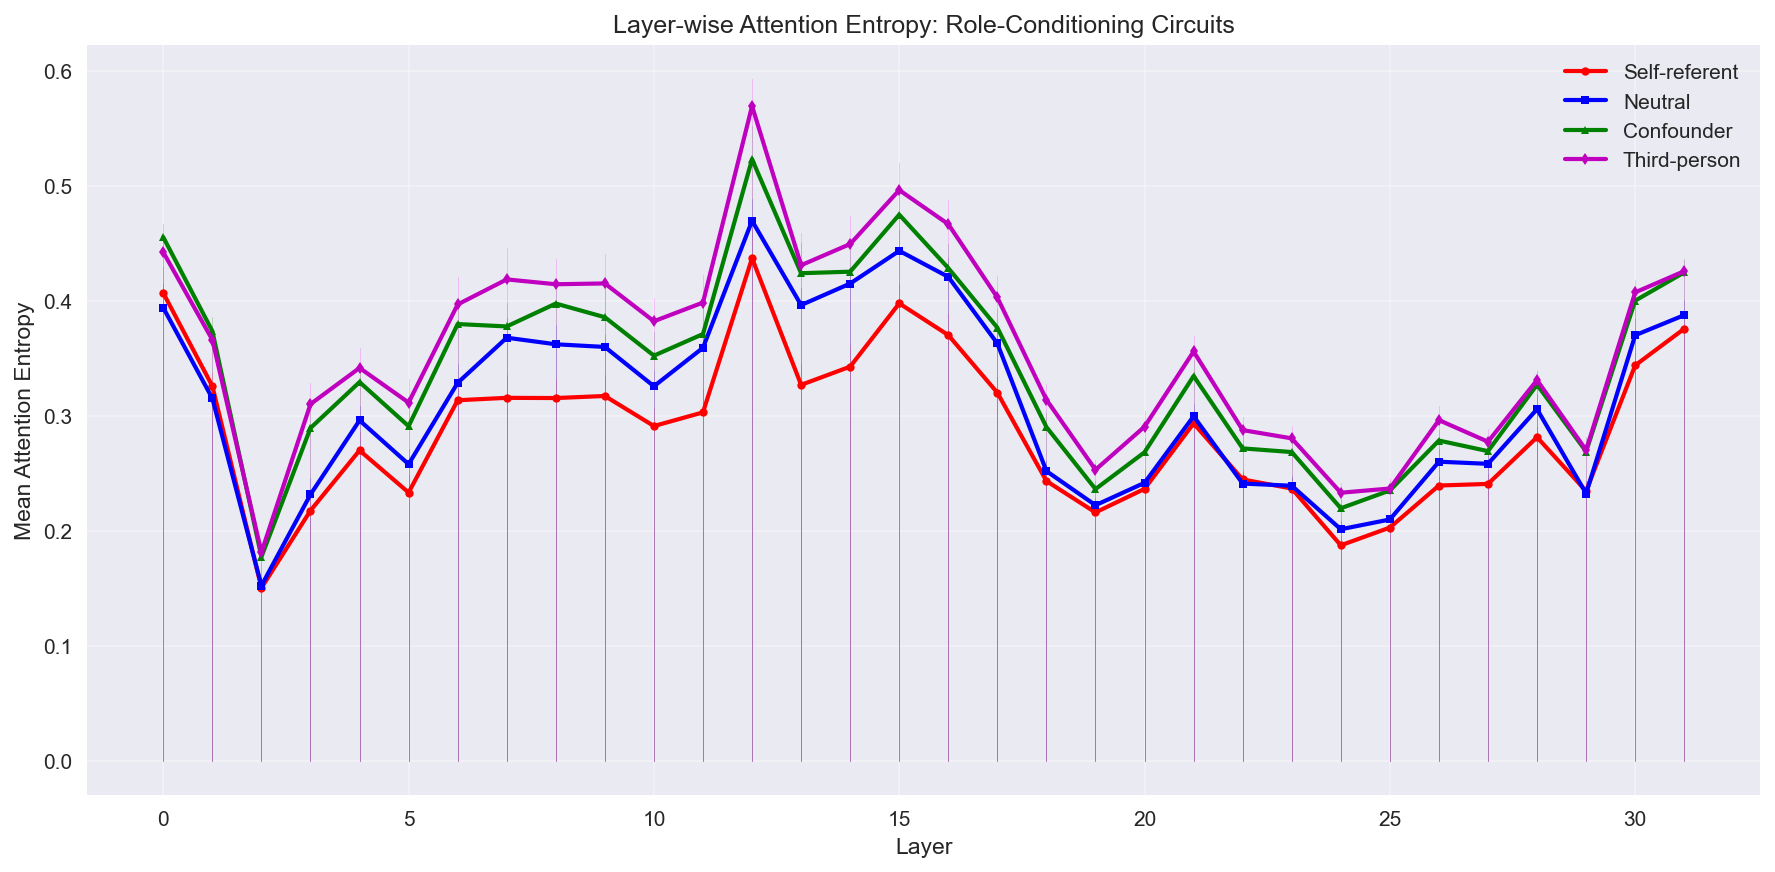 Layer-wise Attention Entropy: Role-Conditioning Circuits
Self-referent
Neutral
Confounder
Third-person
Mean Attention Entropy
0.6
0.5
0.4
0.3
0.2
0.1
0.0
0 5 10 15 20 25 30
Layer